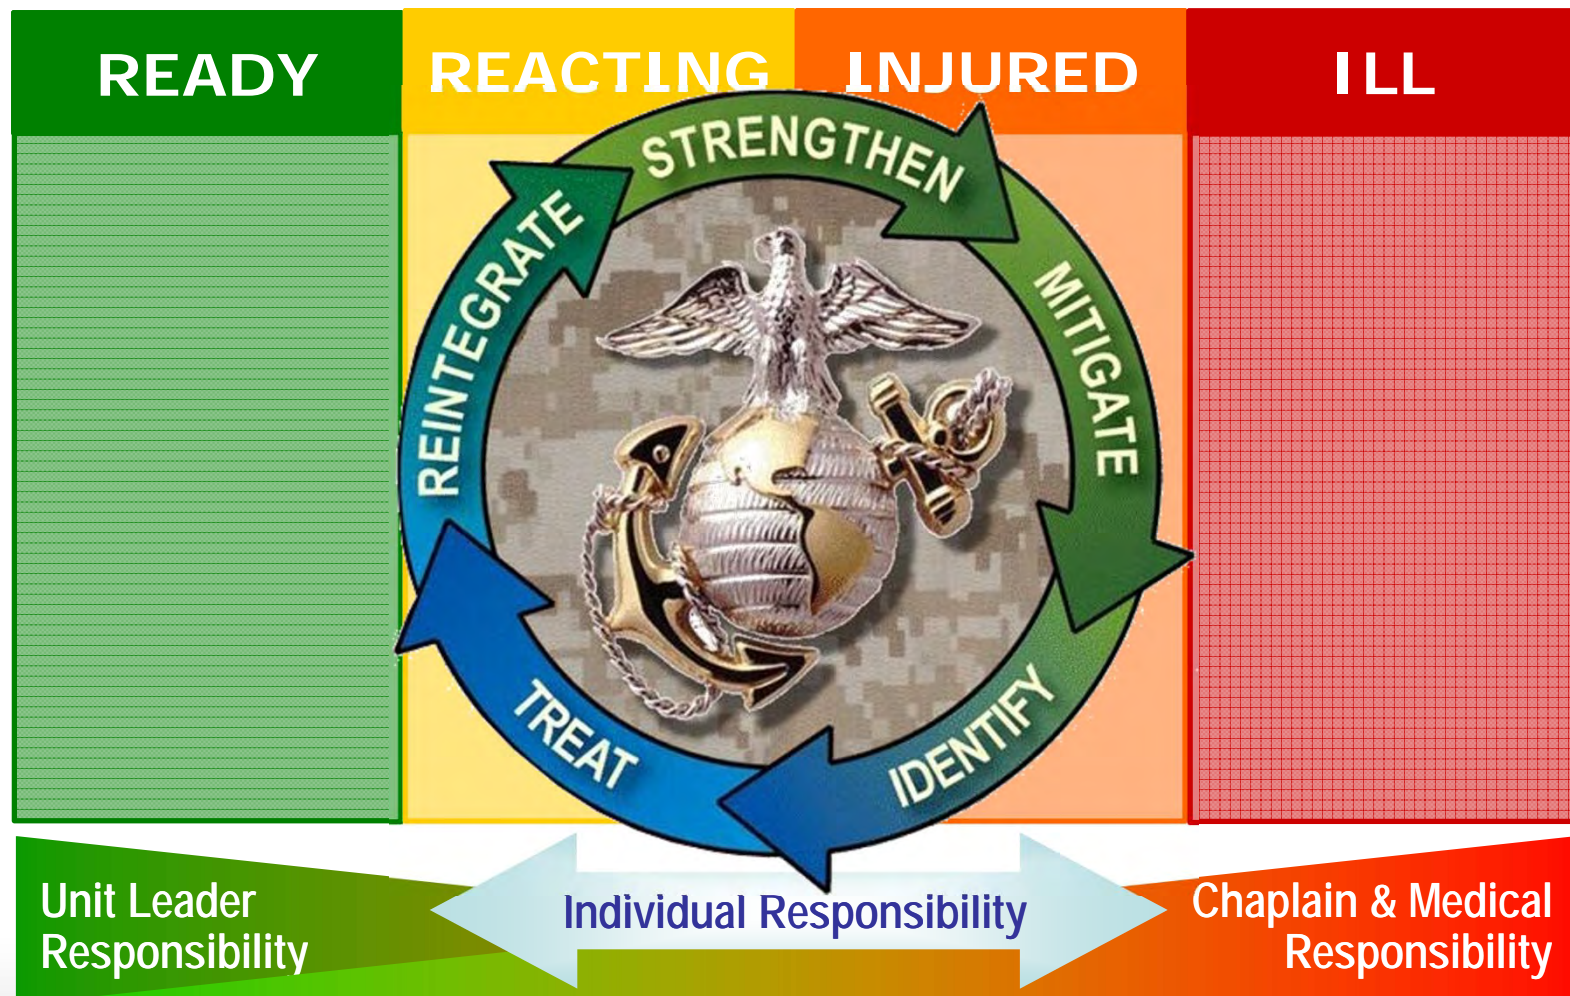 READY
REACTING
INJURED
ILL
STRENGTHEN
MITIGATE
IDENTIFY
TREAT
REINTEGRATE
Unit Leader
Responsibility
Individual Responsibility
Chaplain & Medical
Responsibility